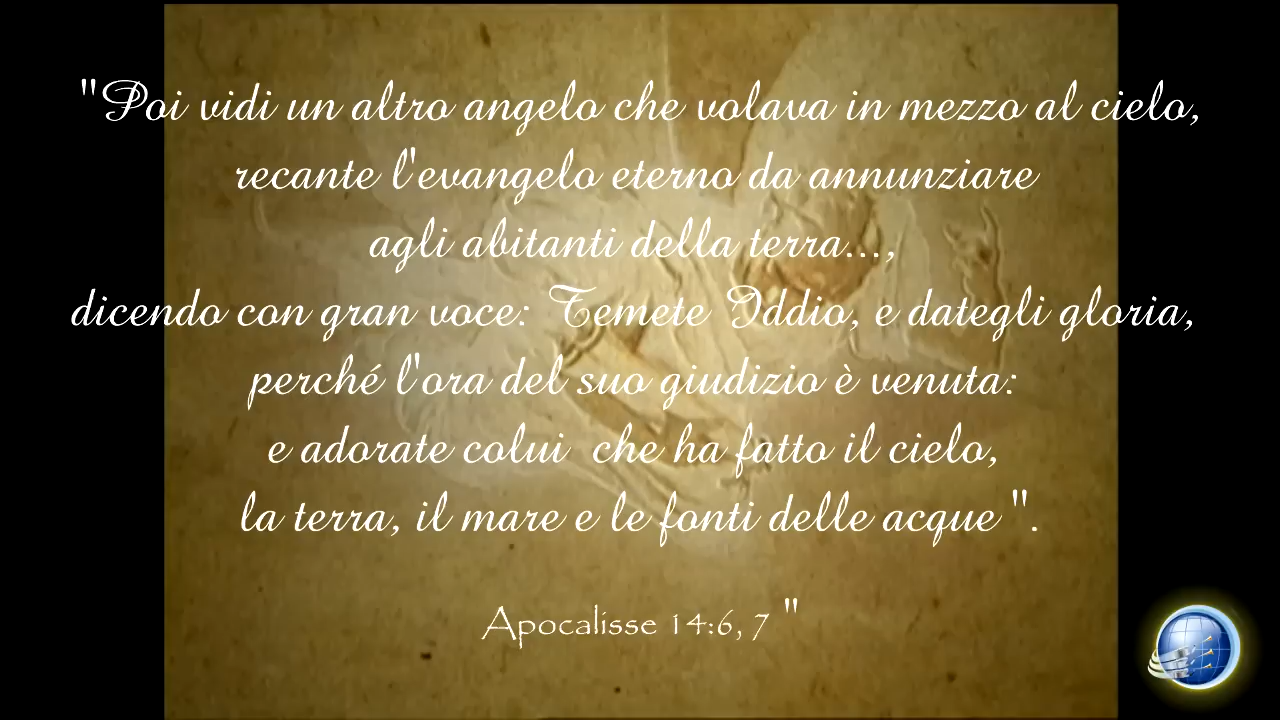 "Poi vidi un altro angelo che volava in mezzo al cielo,
recante l'evangelo eterno da annunziare
agli abitanti della terra...,
dicendo con gran voce: Temete Iddio, e dategli gloria,
perché l'ora del suo giudizio è venuta:
e adorate colui che ha fatto il cielo,
la terra, il mare e le fonti delle acque ".
Apocalisse 14:6, 7 "